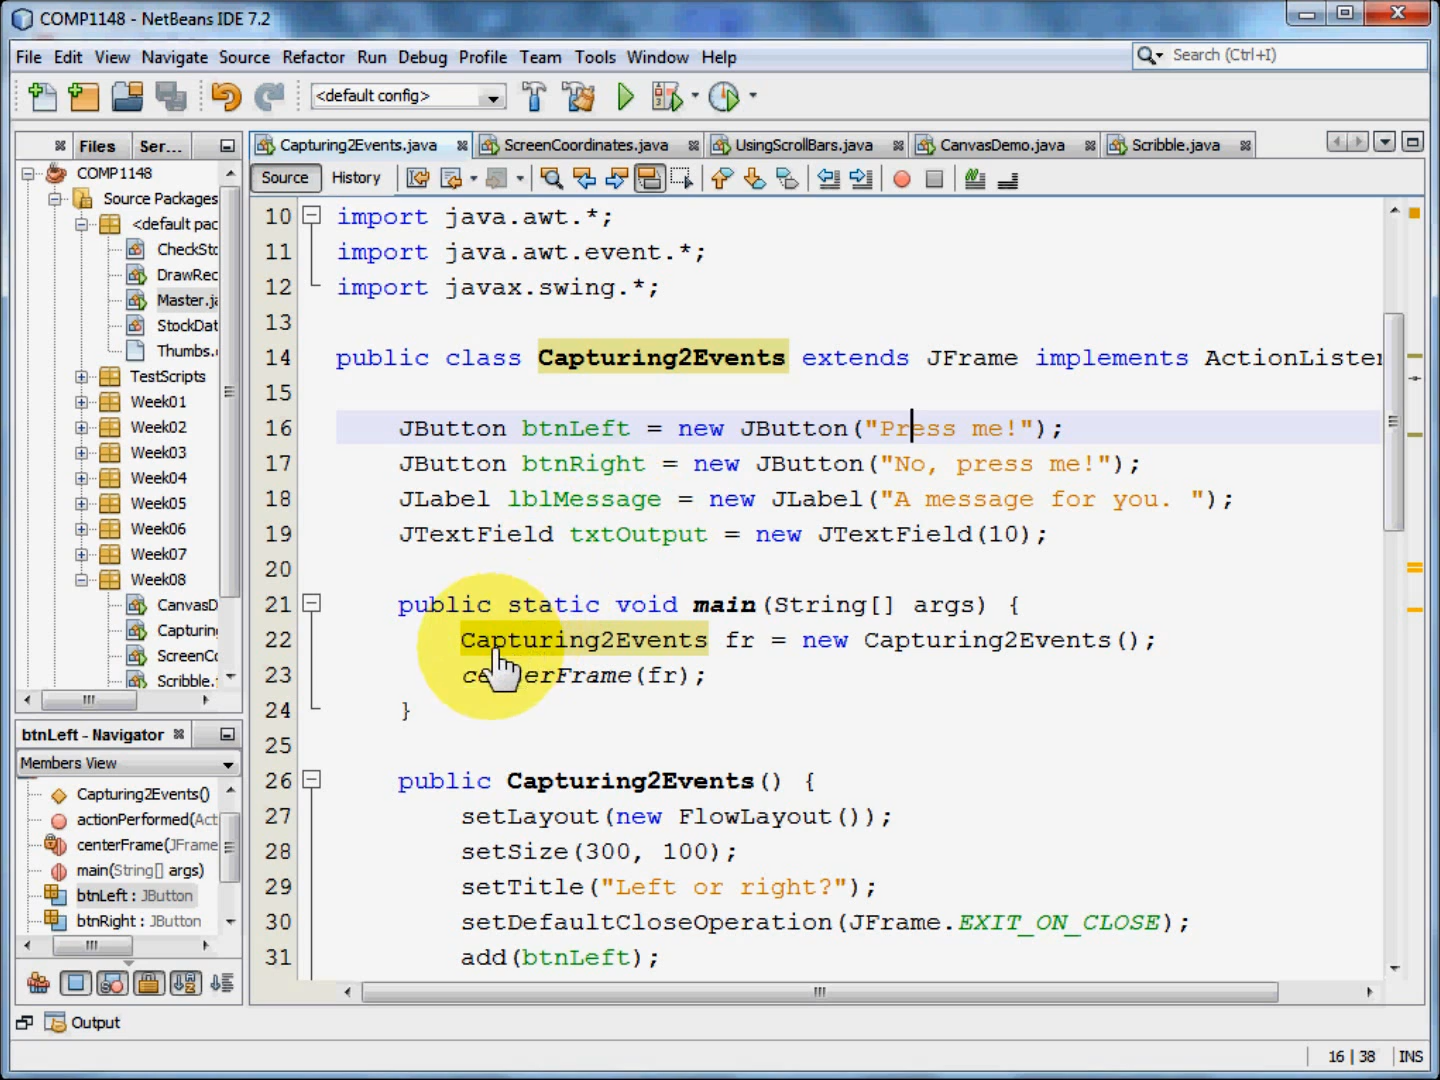 COMP1148 - NetBeans IDE 7.2
File Edit View Navigate Source Refactor Run Debug Profile Team Tools Window Help
Search (Ctrl+I)
<default config>
Files Ser...
Capturing2Events.java ScreenCoordinates.java UsingScrollBars.java CanvasDemo.java Scribble.java
Source History
COMP1148
Source Packages
<default pac
CheckSto
DrawRec
Master.ja
StockDat
Thumbs.
TestScripts
Week01
Week02
Week03
Week04
Week05
Week06
Week07
Week08
CanvasD
Capturing
ScreenCo
Scribble.
btnLeft - Navigator
Members View
Capturing2Events()
actionPerformed(Act
centerFrame(JFrame
main(String[] args)
btnLeft : JButton
btnRight : JButton
10 import java.awt.*;
11 import java.awt.event.*;
12 import javax.swing.*;
13
14 public class Capturing2Events extends JFrame implements ActionListen
15
16 JButton btnLeft = new JButton("Press me!");
17 JButton btnRight = new JButton("No, press me!");
18 JLabel lblMessage = new JLabel("A message for you. ");
19 JTextField txtOutput = new JTextField(10);
20
21 public static void main(String[] args) {
22 Capturing2Events fr = new Capturing2Events();
23 centerFrame(fr);
24 }
25
26 public Capturing2Events() {
27 setLayout(new FlowLayout());
28 setSize(300, 100);
29 setTitle("Left or right?");
30 setDefaultCloseOperation(JFrame.EXIT_ON_CLOSE);
31 add(btnLeft);
Output
16 | 38 INS